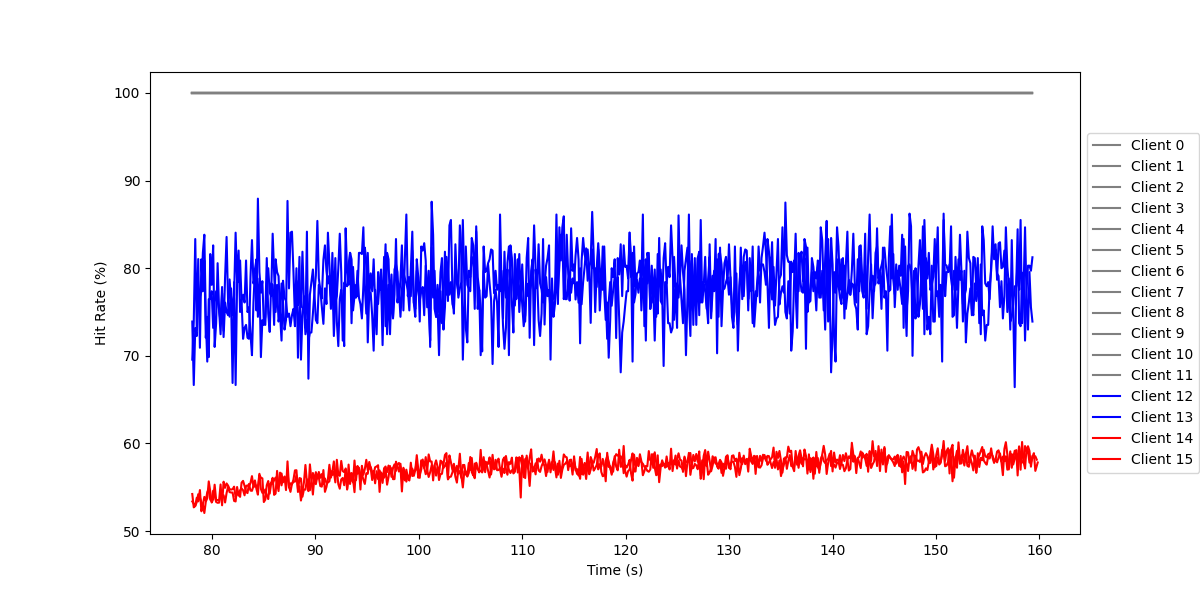 100
90
80
70
60
50
Hit Rate (%)
80
90
100
110
120
130
140
150
160
Time (s)
Client 0
Client 1
Client 2
Client 3
Client 4
Client 5
Client 6
Client 7
Client 8
Client 9
Client 10
Client 11
Client 12
Client 13
Client 14
Client 15